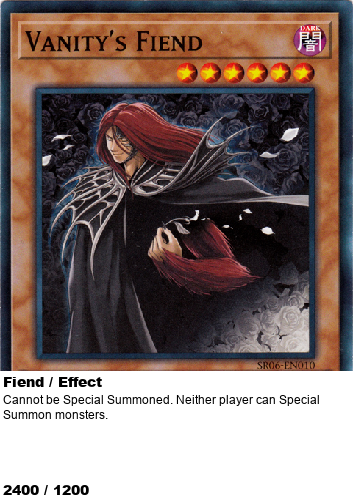 VANITY'S FIEND
DARK
闇
SR06-EN010
Fiend / Effect
Cannot be Special Summoned. Neither player can Special
Summon monsters.
2400 / 1200